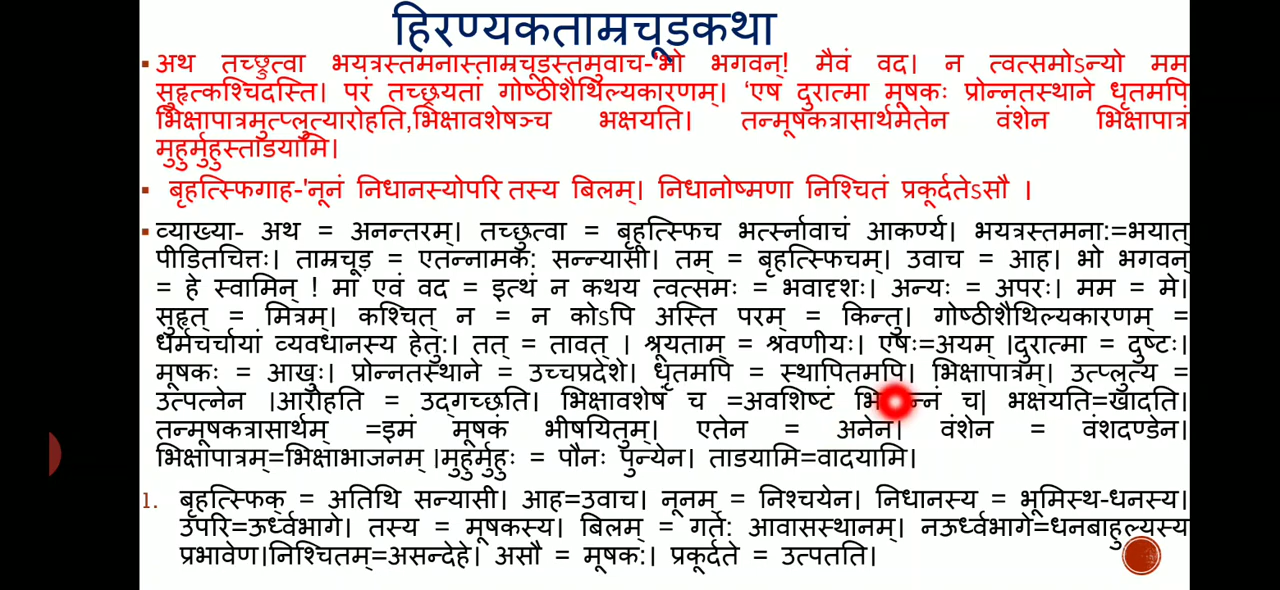 हिरण्यकताम्रचूडकथा
▪ अथ तच्छ्रुत्वा भयत्रस्तमनास्ताम्रचूडस्तमुवाच-'भो भगवन्! मैवं वद। न त्वत्समोऽन्यो मम
सुहृत्कश्चिदस्ति। परं तच्छ्रूयतां गोष्ठीशैथिल्यकारणम्। 'एष दुरात्मा मूषकः प्रोन्नतस्थाने धृतमपि
भिक्षापात्रमुत्प्लुत्यारोहति,भिक्षावशेषञ्च भक्षयति। तन्मूषकत्रासार्थमेतेन वंशेन भिक्षापात्रं
मुहुर्मुहुस्ताडयामि।
▪ बृहत्स्फिगाह-'नूनं निधानस्योपरि तस्य बिलम्। निधानोष्मणा निश्चितं प्रकूर्दतेऽसौ ।
▪ व्याख्या- अथ = अनन्तरम्। तच्छुत्वा = बृहत्स्फिच भर्त्स्नावाचं आकर्ण्य। भयत्रस्तमना:=भयात्
पीडितचित्तः। ताम्रचूड़ = एतन्नामक: सन्न्यासी। तम् = बृहत्स्फिचम्। उवाच = आह। भो भगवन्
= हे स्वामिन् ! मा एवं वद = इत्थं न कथय त्वत्समः = भवादृशः। अन्यः = अपरः। मम = मे।
सुहृत् = मित्रम्। कश्चित् न = न कोऽपि अस्ति परम् = किन्तु। गोष्ठीशैथिल्यकारणम् =
धर्मचर्चायां व्यवधानस्य हेतु:। तत् = तावत् । श्रूयताम् = श्रवणीयः। एषः=अयम् ।दुरात्मा = दुष्टः।
मूषकः = आखुः। प्रोन्नतस्थाने = उच्चप्रदेशे। धृतमपि = स्थापितमपि। भिक्षापात्रम्। उत्प्लुत्य =
उत्पत्नेन ।आरोहति = उद्गच्छति। भिक्षावशेषं च =अवशिष्टं च| भक्षयति=खादति।
तन्मूषकत्रासार्थम् =इमं मूषकं भीषयितुम्। एतेन = अनेन। वंशेन = वंशदण्डेन।
भिक्षापात्रम्=भिक्षाभाजनम् ।मुहुर्मुहुः = पौनः पुन्येन। ताडयामि=वादयामि।
1. बृहत्स्फिक् = अतिथि सन्यासी। आह=उवाच। नूनम् = निश्चयेन। निधानस्य = भूमिस्थ-धनस्य।
उपरि=ऊर्ध्वभागे। तस्य = मूषकस्य। बिलम् = गर्तः आवासस्थानम्। नऊर्ध्वभागे=धनबाहुल्यस्य
प्रभावेण।निश्चितम्=असन्देहे। असौ = मूषक:। प्रकूर्दते = उत्पतति।